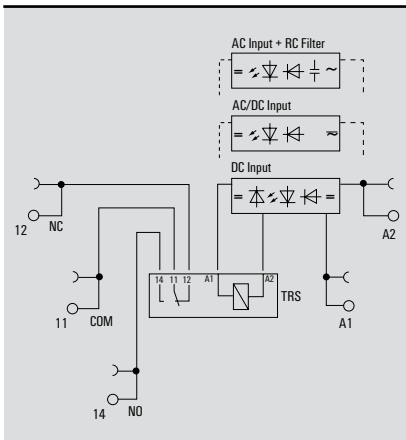 AC Input + RC Filter
AC/DC Input
DC Input
12 NC
A2
14 11 12 A1 A2
TRS
11 COM
A1
14 NO